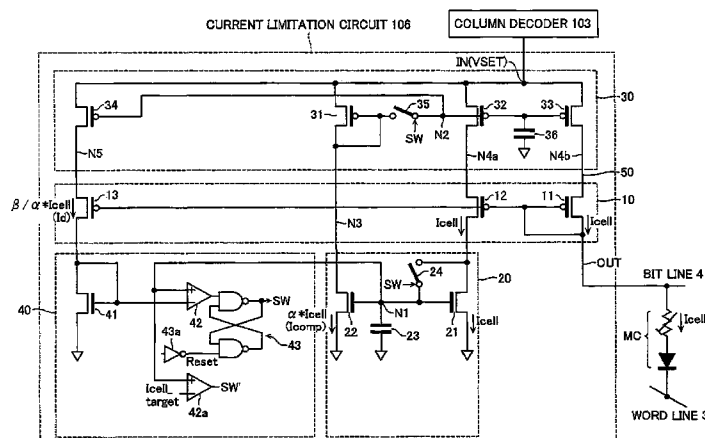 CURRENT LIMITATION CIRCUIT 106
COLUMN DECODER 103
IN(VSET)
30
34
31
35
SW
N2
32
33
36
N5
N4a
N4b
50
β/α*Icell
(Id)
13
12
11
10
Icell
Icell
N3
OUT
BIT LINE 4
40
41
42
SW
43a
Reset
43
Icell_
target
SW'
42a
24
SW
20
α*Icell
(Icomp)
22
N1
23
21
Icell
MC
Icell
WORD LINE 3